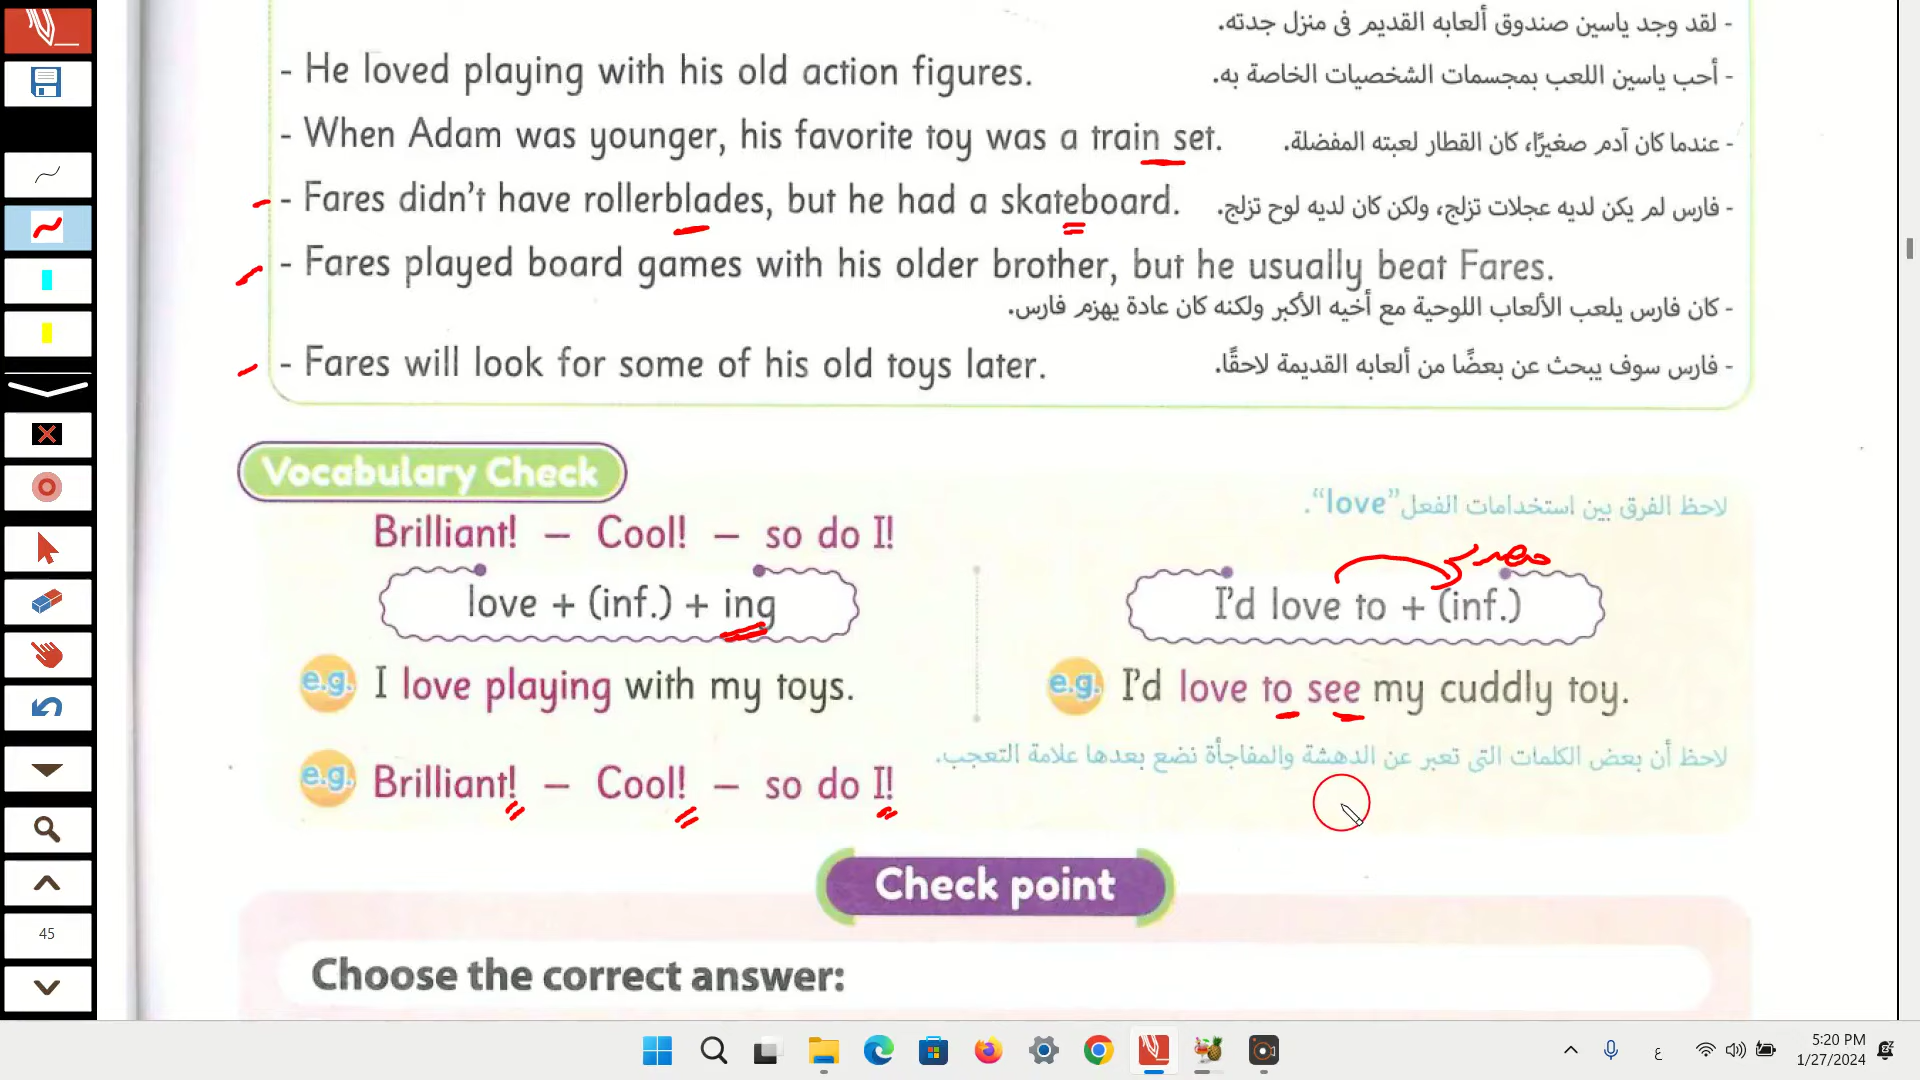 - لقد وجد ياسين صندوق ألعابه القديم فى منزل جدته.
- He loved playing with his old action figures.
- أحب ياسين اللعب بمجسمات الشخصيات الخاصة به.
- When Adam was younger, his favorite toy was a train set.
- عندما كان آدم صغيرًا، كان القطار لعبته المفضلة.
- Fares didn't have rollerblades, but he had a skateboard.
- فارس لم يكن لديه عجلات تزلج، ولكن كان لديه لوح تزلج.
- Fares played board games with his older brother, but he usually beat Fares.
- كان فارس يلعب الألعاب اللوحية مع أخيه الأكبر ولكنه كان عادة يهزم فارس.
- Fares will look for some of his old toys later.
- فارس سوف يبحث عن بعضًا من ألعابه القديمة لاحقًا.
Vocabulary Check
لاحظ الفرق بين استخدامات الفعل "love".
Brilliant! – Cool! – so do I!
love + (inf.) + ing
I'd love to + (inf.)
e.g. I love playing with my toys.
e.g. I'd love to see my cuddly toy.
لاحظ أن بعض الكلمات التى تعبر عن الدهشة والمفاجأة نضع بعدها علامة التعجب.
e.g. Brilliant! – Cool! – so do I!
Check point
Choose the correct answer:
45
ع
5:20 PM
1/27/2024